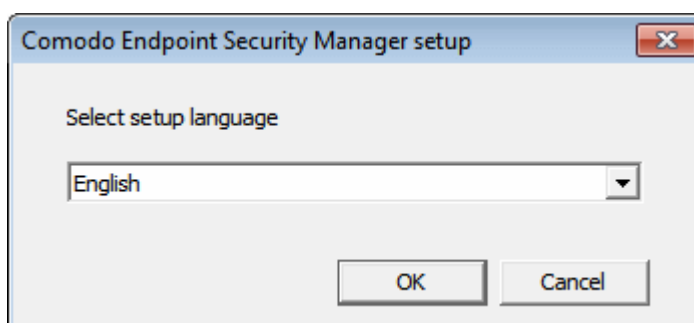 Comodo Endpoint Security Manager setup
Select setup language
English
OK Cancel